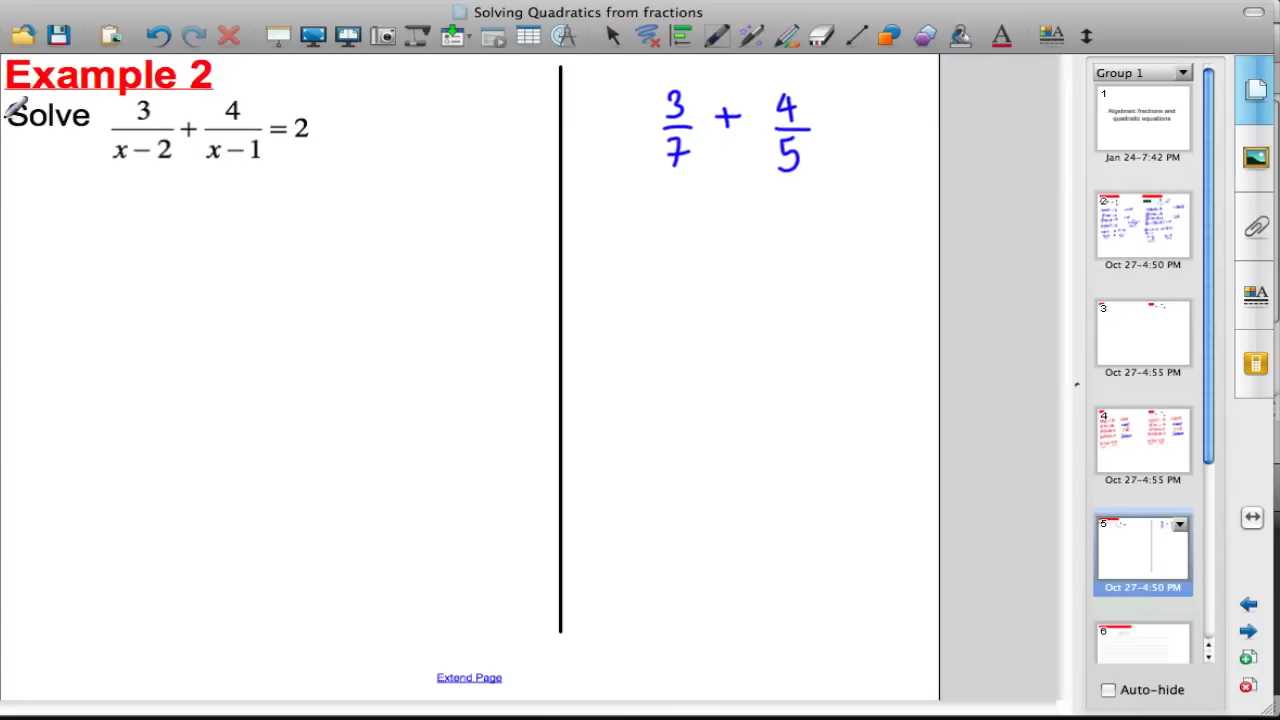 Solving Quadratics from fractions
Example 2
Solve 3/(x − 2) + 4/(x − 1) = 2
3/7 + 4/5
Extend Page
Group 1
1
Algebraic fractions and
quadratic equations
Jan 24–7:42 PM
2
Oct 27–4:50 PM
3
Oct 27–4:55 PM
4
Oct 27–4:55 PM
5
Oct 27–4:50 PM
6
Auto-hide